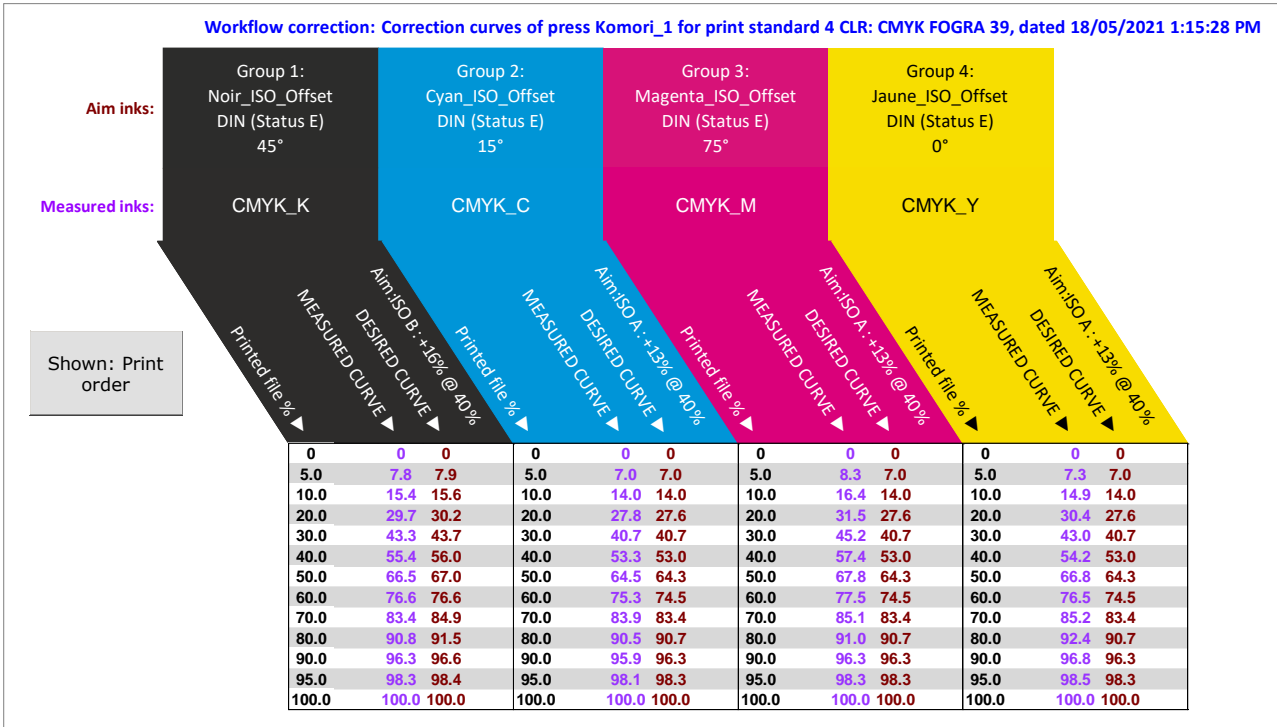 Workflow correction: Correction curves of press Komori_1 for print standard 4 CLR: CMYK FOGRA 39, dated 18/05/2021 1:15:28 PM
Aim inks:
Group 1:
Noir_ISO_Offset
DIN (Status E)
45°
Group 2:
Cyan_ISO_Offset
DIN (Status E)
15°
Group 3:
Magenta_ISO_Offset
DIN (Status E)
75°
Group 4:
Jaune_ISO_Offset
DIN (Status E)
0°
Measured inks:
CMYK_K
CMYK_C
CMYK_M
CMYK_Y
Shown: Print
order
Printed file % ▼
MEASURED CURVE ▼
DESIRED CURVE ▼
Aim:ISO B : +16% @ 40%
Printed file % ▼
MEASURED CURVE ▼
DESIRED CURVE ▼
Aim:ISO A : +13% @ 40%
Printed file % ▼
MEASURED CURVE ▼
DESIRED CURVE ▼
Aim:ISO A : +13% @ 40%
Printed file % ▼
MEASURED CURVE ▼
DESIRED CURVE ▼
Aim:ISO A : +13% @ 40%
0 0 0 0 0 0 0 0 0 0 0 0
5.0 7.8 7.9 5.0 7.0 7.0 5.0 8.3 7.0 5.0 7.3 7.0
10.0 15.4 15.6 10.0 14.0 14.0 10.0 16.4 14.0 10.0 14.9 14.0
20.0 29.7 30.2 20.0 27.8 27.6 20.0 31.5 27.6 20.0 30.4 27.6
30.0 43.3 43.7 30.0 40.7 40.7 30.0 45.2 40.7 30.0 43.0 40.7
40.0 55.4 56.0 40.0 53.3 53.0 40.0 57.4 53.0 40.0 54.2 53.0
50.0 66.5 67.0 50.0 64.5 64.3 50.0 67.8 64.3 50.0 66.8 64.3
60.0 76.6 76.6 60.0 75.3 74.5 60.0 77.5 74.5 60.0 76.5 74.5
70.0 83.4 84.9 70.0 83.9 83.4 70.0 85.1 83.4 70.0 85.2 83.4
80.0 90.8 91.5 80.0 90.5 90.7 80.0 91.0 90.7 80.0 92.4 90.7
90.0 96.3 96.6 90.0 95.9 96.3 90.0 96.3 96.3 90.0 96.8 96.3
95.0 98.3 98.4 95.0 98.1 98.3 95.0 98.3 98.3 95.0 98.5 98.3
100.0 100.0 100.0 100.0 100.0 100.0 100.0 100.0 100.0 100.0 100.0 100.0